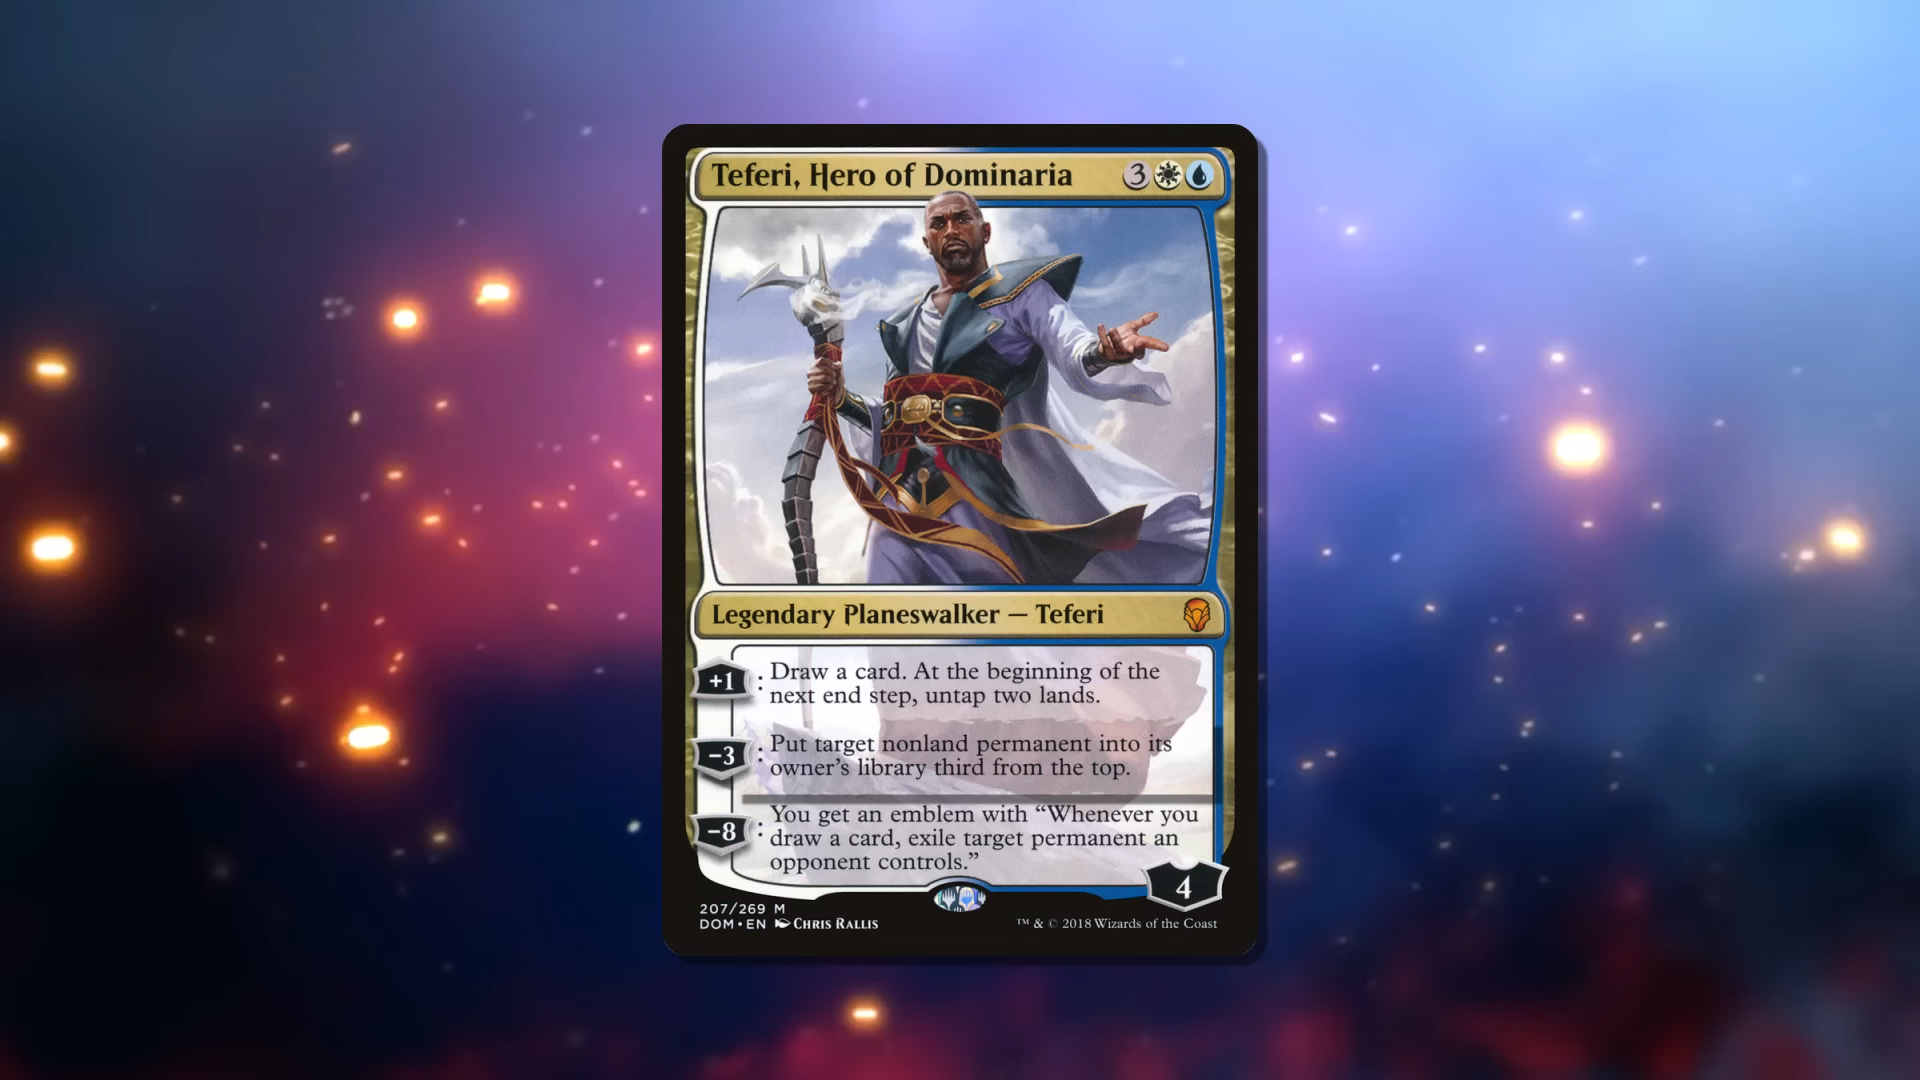 Teferi, Hero of Dominaria 3
Legendary Planeswalker — Teferi
+1 : Draw a card. At the beginning of the
next end step, untap two lands.
−3 : Put target nonland permanent into its
owner's library third from the top.
−8 : You get an emblem with “Whenever you
draw a card, exile target permanent an
opponent controls.”
4
207/269 M
DOM • EN Chris Rallis
™ & © 2018 Wizards of the Coast